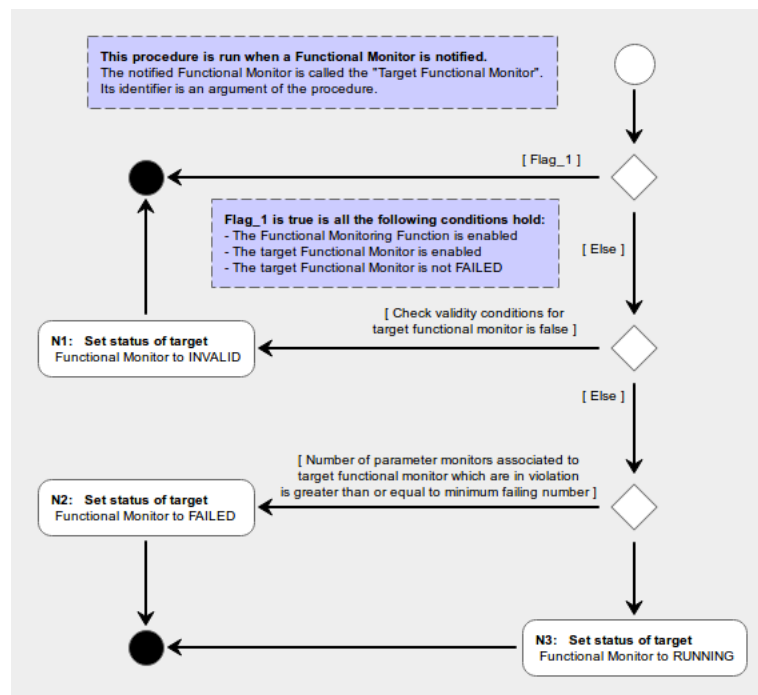 This procedure is run when a Functional Monitor is notified.
The notified Functional Monitor is called the "Target Functional Monitor".
Its identifier is an argument of the procedure.
[ Flag_1 ]
Flag_1 is true is all the following conditions hold:
- The Functional Monitoring Function is enabled
- The target Functional Monitor is enabled
- The target Functional Monitor is not FAILED
[ Else ]
[ Check validity conditions for
target functional monitor is false ]
N1: Set status of target
Functional Monitor to INVALID
[ Else ]
[ Number of parameter monitors associated to
target functional monitor which are in violation
is greater than or equal to minimum failing number ]
N2: Set status of target
Functional Monitor to FAILED
N3: Set status of target
Functional Monitor to RUNNING